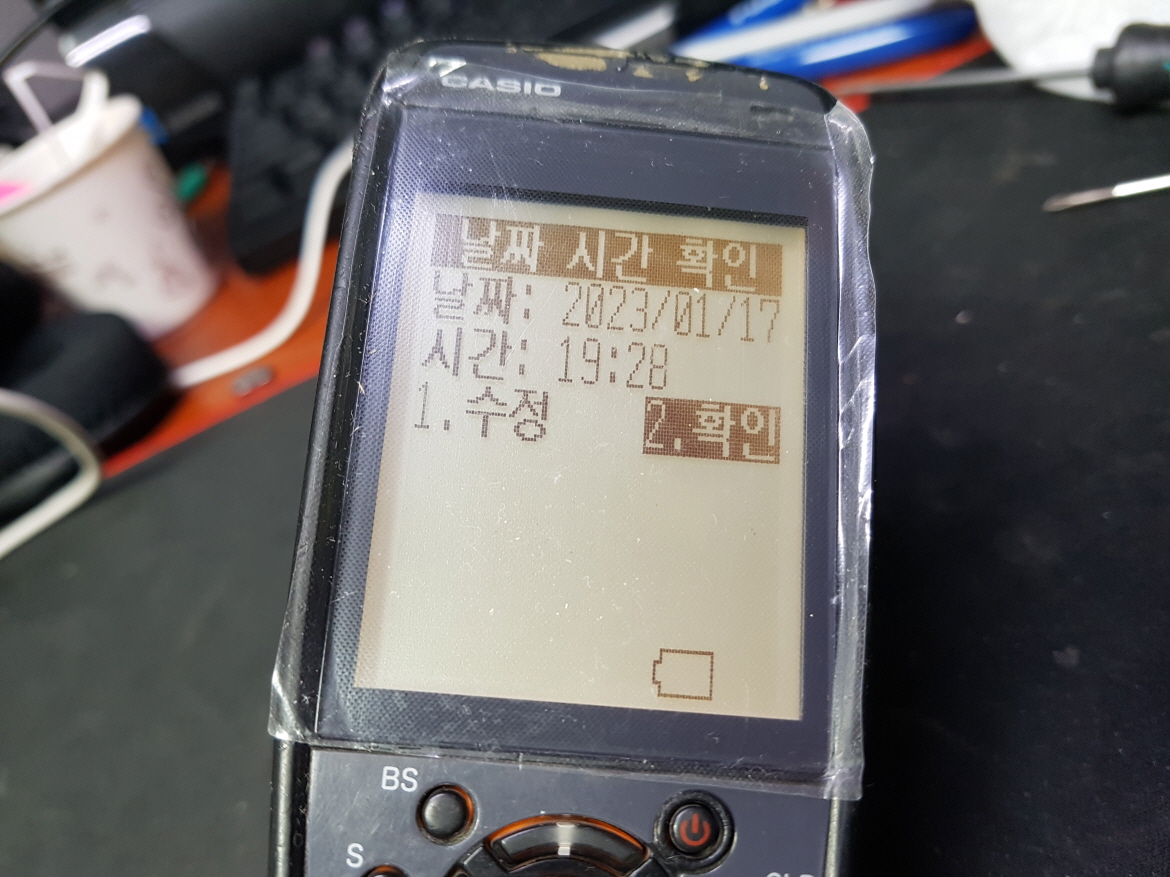 CASIO
날짜 시간 확인
날짜: 2023/01/17
시간: 19:28
1.수정 2.확인
BS
S